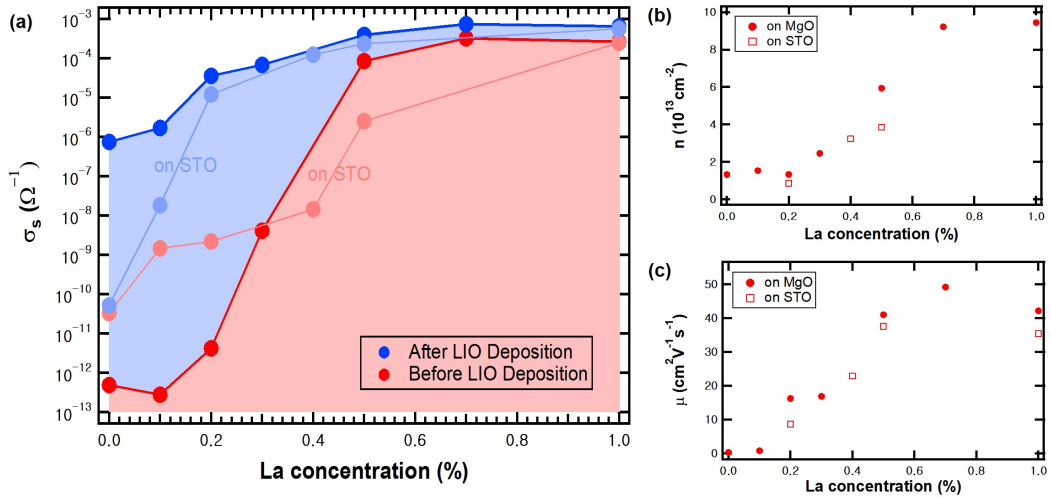 (a)
σs (Ω⁻¹)
10⁻³
10⁻⁴
10⁻⁵
10⁻⁶
10⁻⁷
10⁻⁸
10⁻⁹
10⁻¹⁰
10⁻¹¹
10⁻¹²
10⁻¹³
on STO
on STO
After LIO Deposition
Before LIO Deposition
0.0 0.2 0.4 0.6 0.8 1.0
La concentration (%)
(b)
n (10¹³cm⁻²)
10
8
6
4
2
0
on MgO
on STO
0.0 0.2 0.4 0.6 0.8 1.0
La concentration (%)
(c)
μ (cm²V⁻¹s⁻¹)
50
40
30
20
10
0
on MgO
on STO
0.0 0.2 0.4 0.6 0.8 1.0
La concentration (%)